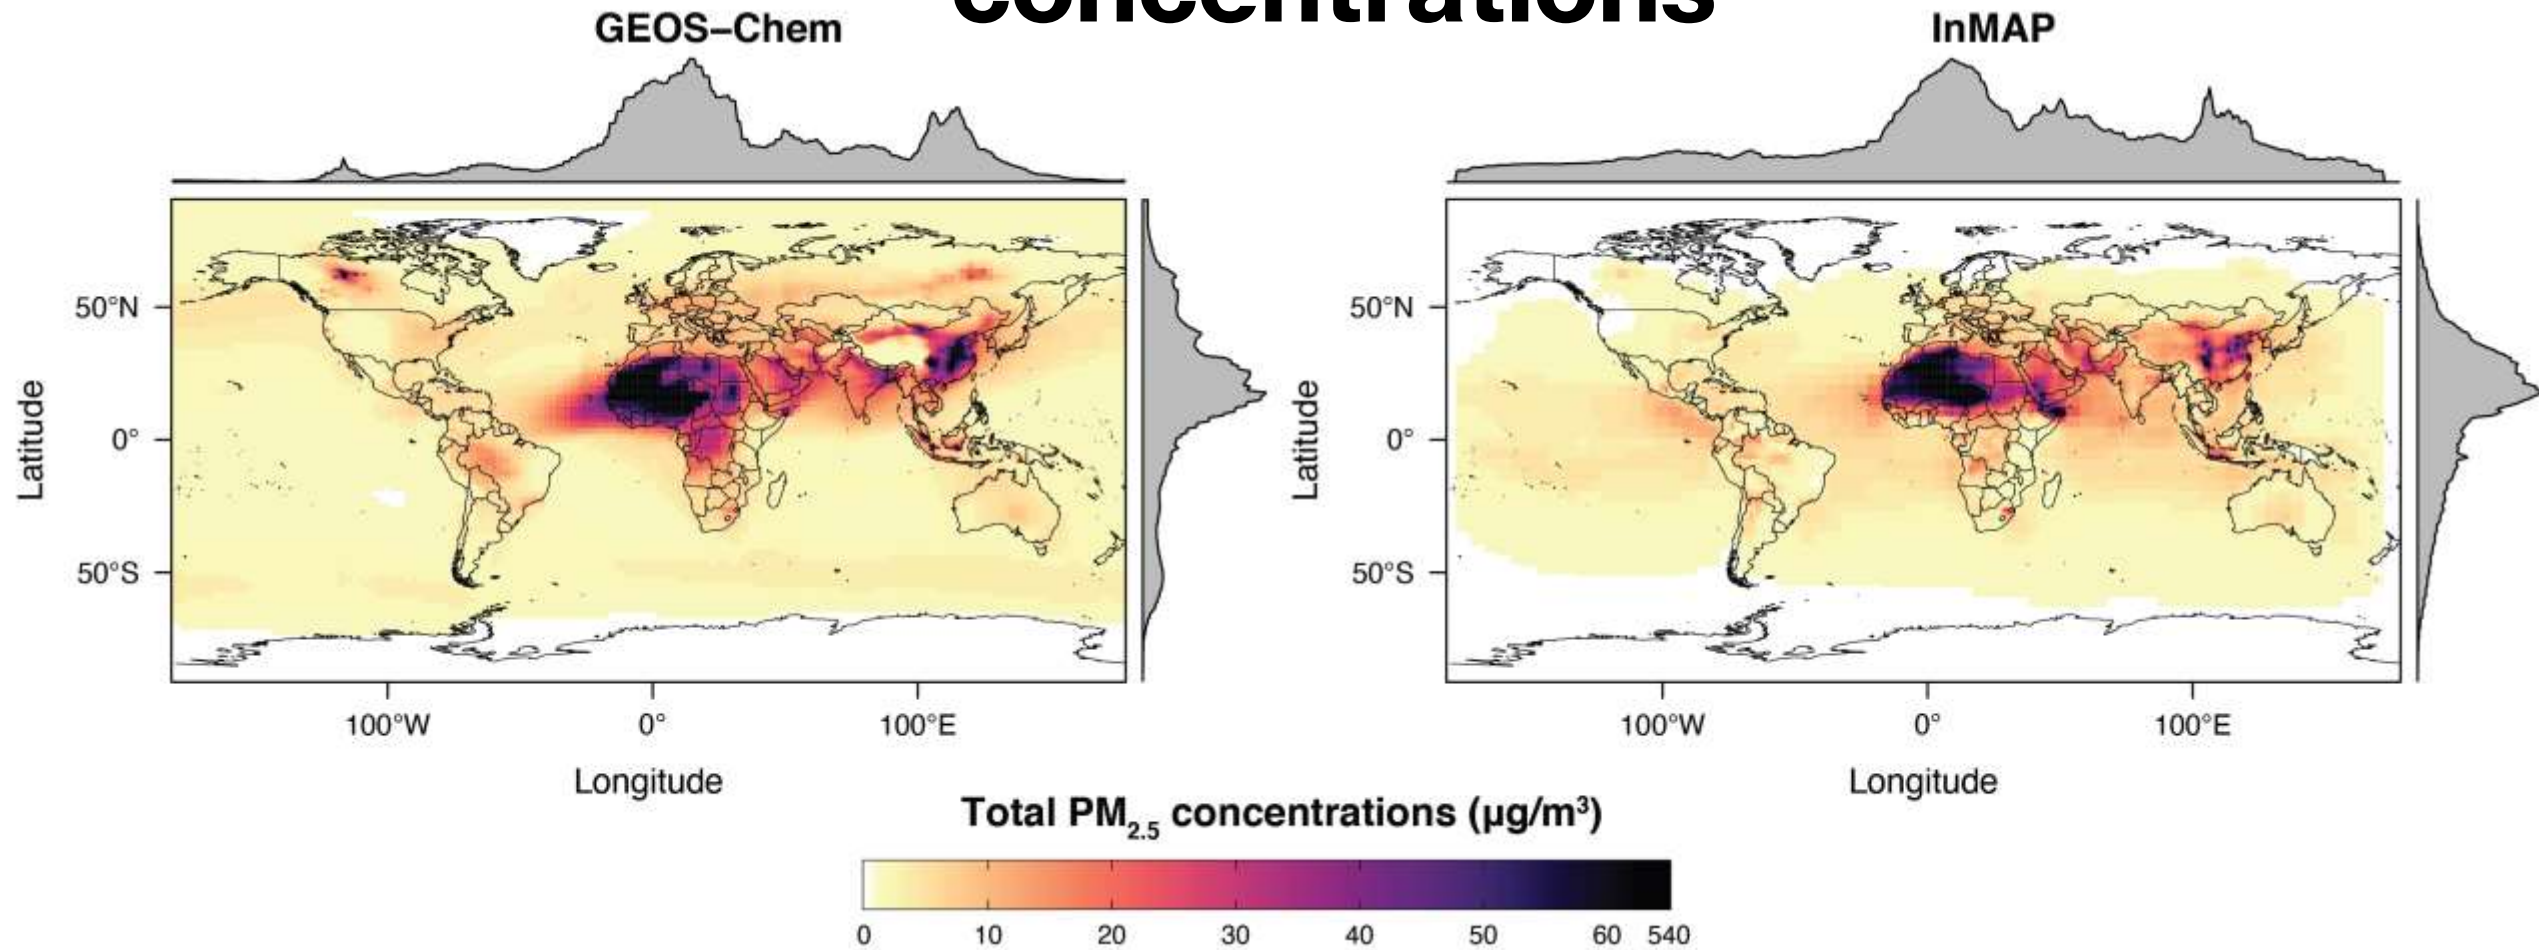 concentrations
GEOS–Chem
InMAP
Latitude
50°N
0°
50°S
100°W 0° 100°E
Longitude
Latitude
50°N
0°
50°S
100°W 0° 100°E
Longitude
Total PM2.5 concentrations (µg/m³)
0 10 20 30 40 50 60 540